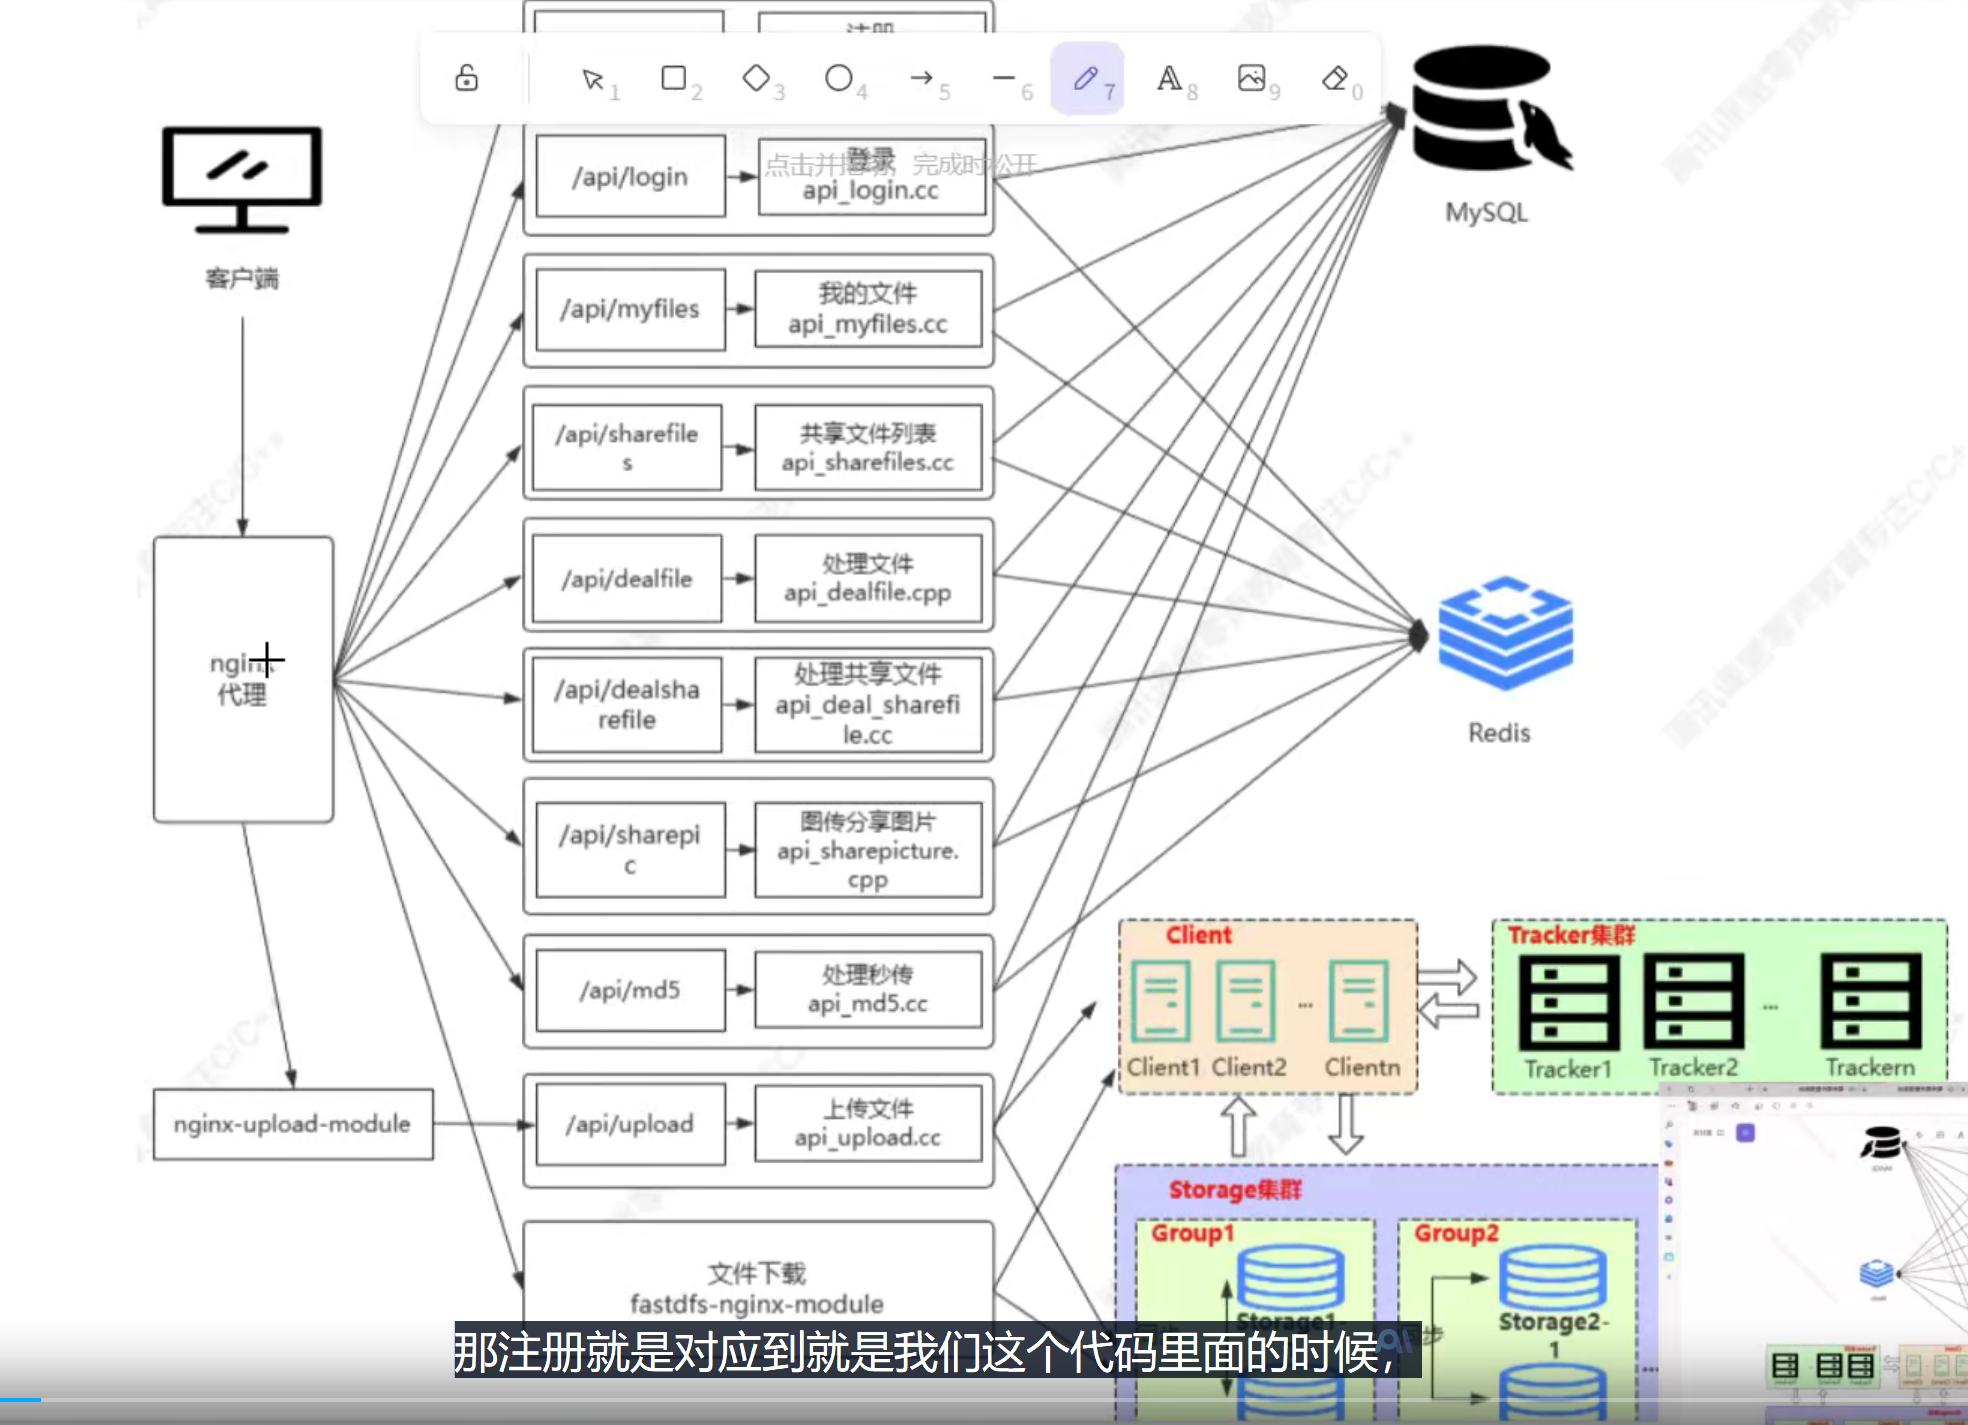 注册
1 2 3 4 5 6 7 8 9 0
点击并拖动，完成时松开
客户端
/api/login
登录
api_login.cc
MySQL
/api/myfiles
我的文件
api_myfiles.cc
/api/sharefile
s
共享文件列表
api_sharefiles.cc
/api/dealfile
处理文件
api_dealfile.cpp
nginx
代理
/api/dealsha
refile
处理共享文件
api_deal_sharefi
le.cc
Redis
/api/sharepi
c
图传分享图片
api_sharepicture.
cpp
/api/md5
处理秒传
api_md5.cc
nginx-upload-module
/api/upload
上传文件
api_upload.cc
文件下载
fastdfs-nginx-module
Client
Client1 Client2 ... Clientn
Tracker集群
Tracker1 Tracker2 ... Trackern
Storage集群
Group1
Storage1-
Group2
Storage2-
1
...
那注册就是对应到就是我们这个代码里面的时候，